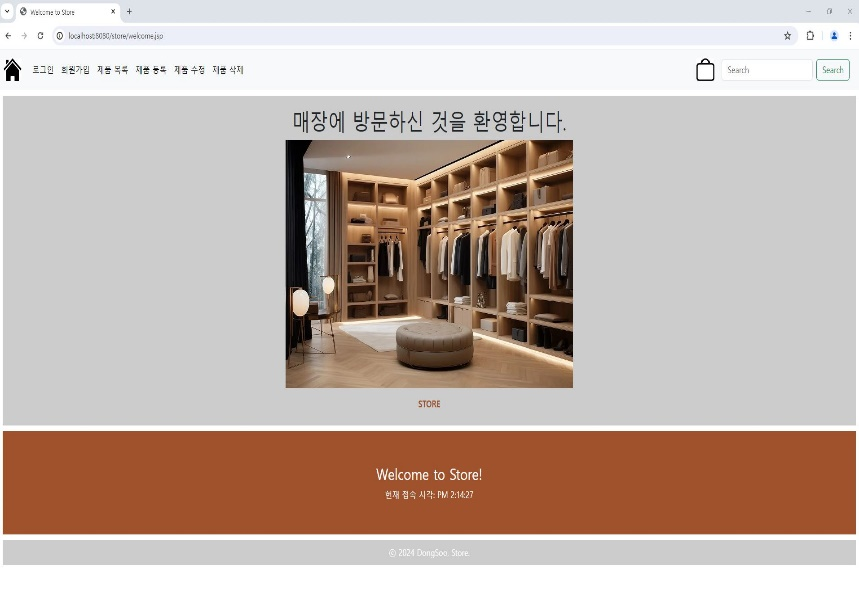 Welcome to Store
localhost:8080/store/welcome.jsp
로그인 회원가입 제품 목록 제품 등록 제품 수정 제품 삭제
Search Search
매장에 방문하신 것을 환영합니다.
STORE
Welcome to Store!
현재 접속 시각: PM 2:14:27
© 2024 DongSoo. Store.